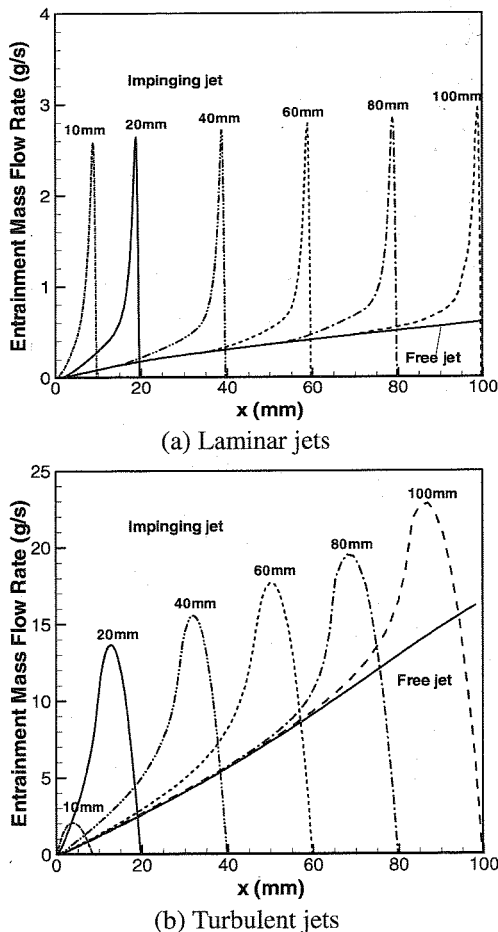 4
3
2
1
0
Entrainment Mass Flow Rate (g/s)
Impinging jet
10mm
20mm
40mm
60mm
80mm
100mm
Free jet
0
20
40
60
80
100
x (mm)
(a) Laminar jets
25
20
15
10
5
0
Entrainment Mass Flow Rate (g/s)
Impinging jet
10mm
20mm
40mm
60mm
80mm
100mm
Free jet
0
20
40
60
80
100
x (mm)
(b) Turbulent jets